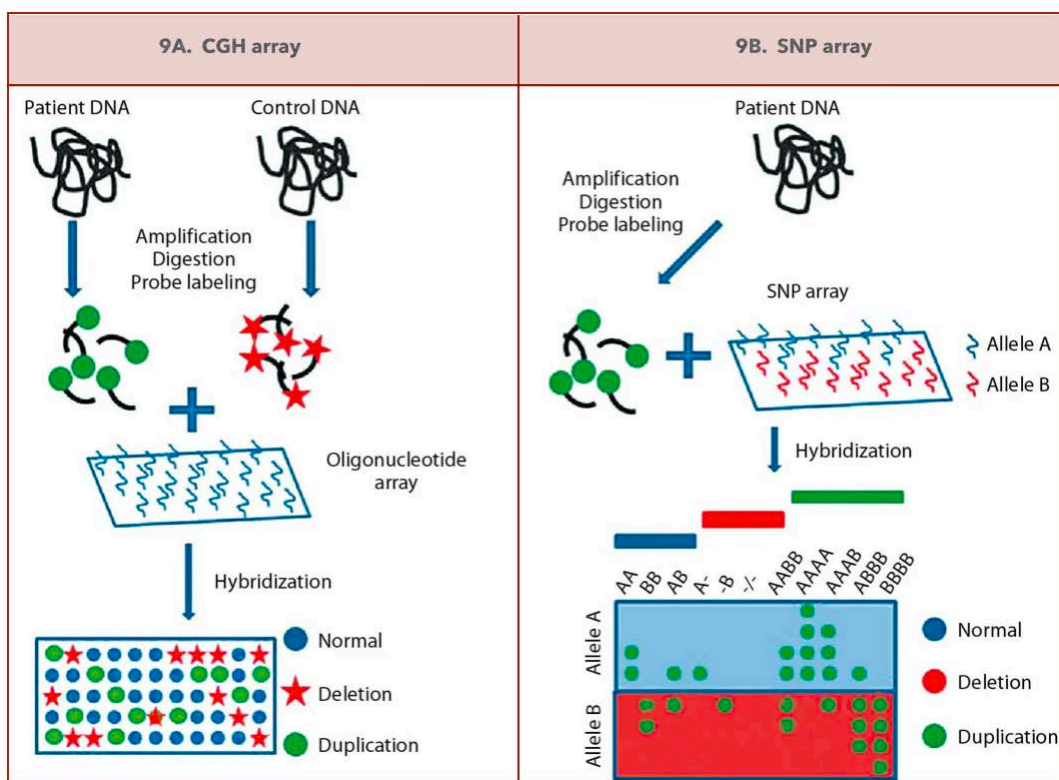 9A. CGH array
Patient DNA
Control DNA
Amplification
Digestion
Probe labeling
Oligonucleotide
array
Hybridization
Normal
Deletion
Duplication
9B. SNP array
Patient DNA
Amplification
Digestion
Probe labeling
SNP array
Allele A
Allele B
Hybridization
AA
BB
AB
A-
-B
-/-
AABB
AAAA
AAAB
ABBB
BBBB
Allele A
Allele B
Normal
Deletion
Duplication